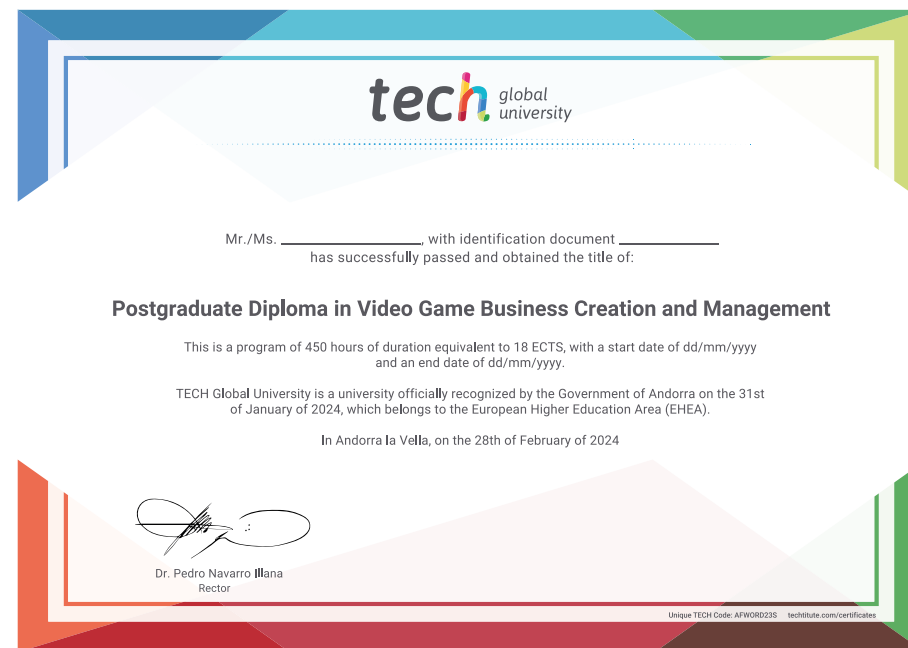 tech global university
Mr./Ms. ________________, with identification document ____________
has successfully passed and obtained the title of:
Postgraduate Diploma in Video Game Business Creation and Management
This is a program of 450 hours of duration equivalent to 18 ECTS, with a start date of dd/mm/yyyy
and an end date of dd/mm/yyyy.
TECH Global University is a university officially recognized by the Government of Andorra on the 31st
of January of 2024, which belongs to the European Higher Education Area (EHEA).
In Andorra la Vella, on the 28th of February of 2024
Dr. Pedro Navarro Illana
Rector
Unique TECH Code: AFWORD23S techtitute.com/certificates